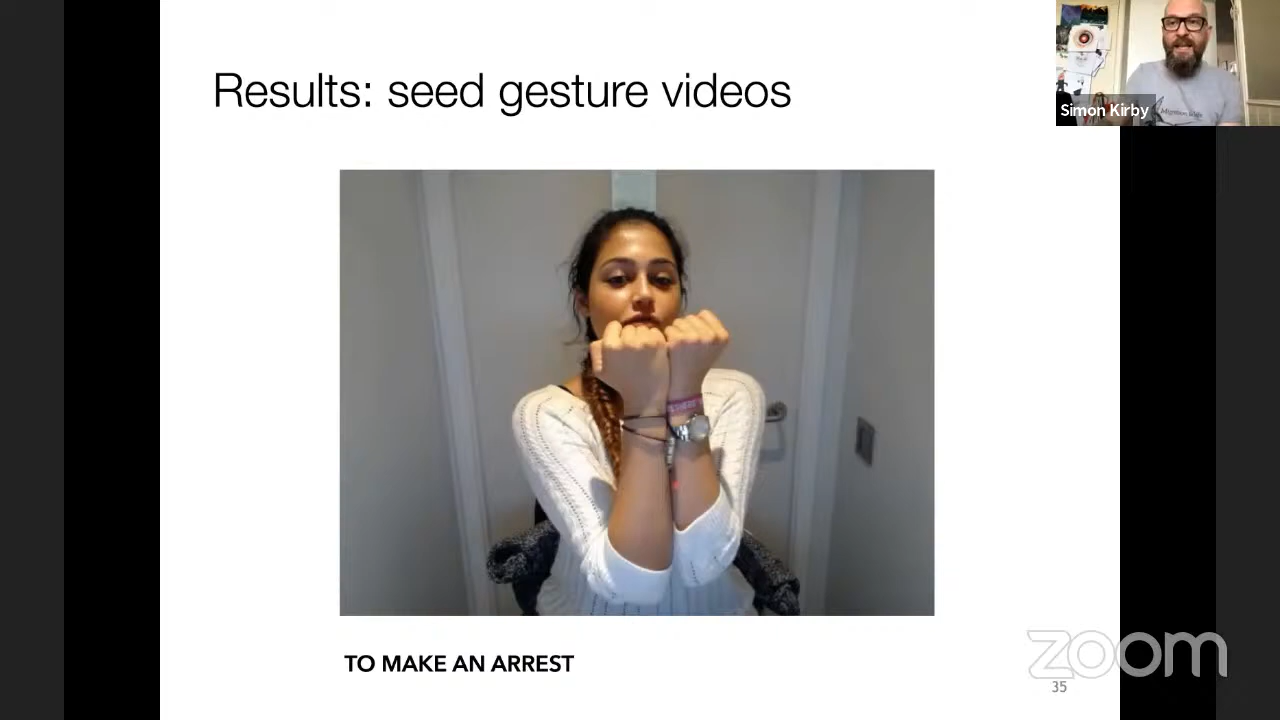 Results: seed gesture videos
Simon Kirby
TO MAKE AN ARREST
zoom
35